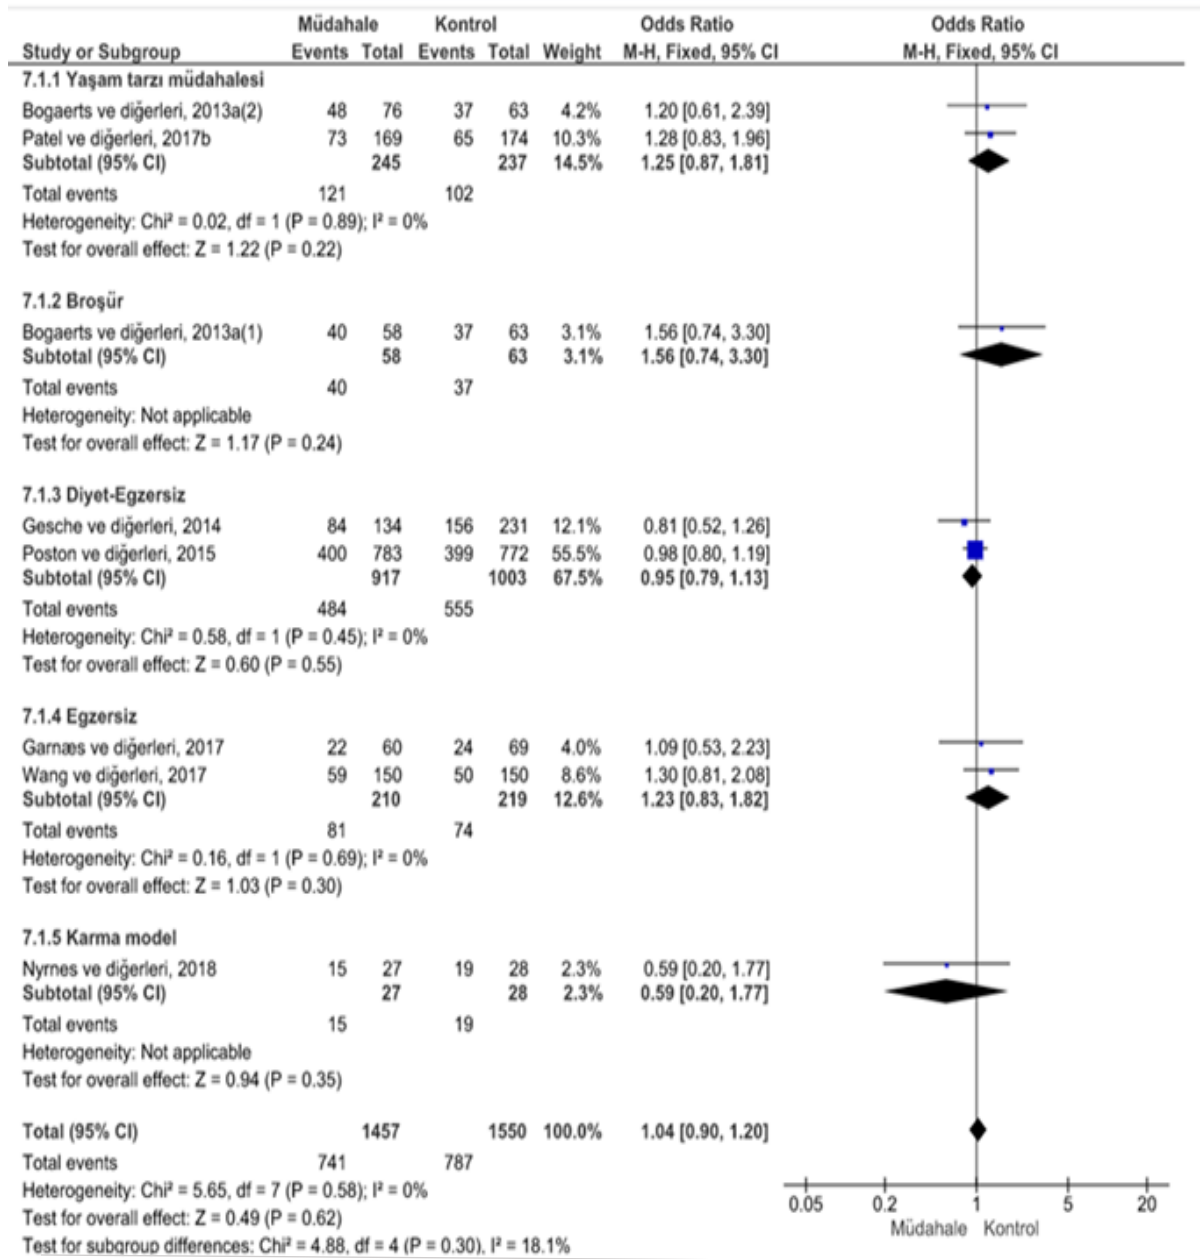 Müdahale Kontrol Odds Ratio Odds Ratio
Study or Subgroup Events Total Events Total Weight M-H, Fixed, 95% CI M-H, Fixed, 95% CI
7.1.1 Yaşam tarzı müdahalesi
Bogaerts ve diğerleri, 2013a(2) 48 76 37 63 4.2% 1.20 [0.61, 2.39]
Patel ve diğerleri, 2017b 73 169 65 174 10.3% 1.28 [0.83, 1.96]
Subtotal (95% CI) 245 237 14.5% 1.25 [0.87, 1.81]
Total events 121 102
Heterogeneity: Chi² = 0.02, df = 1 (P = 0.89); I² = 0%
Test for overall effect: Z = 1.22 (P = 0.22)
7.1.2 Broşür
Bogaerts ve diğerleri, 2013a(1) 40 58 37 63 3.1% 1.56 [0.74, 3.30]
Subtotal (95% CI) 58 63 3.1% 1.56 [0.74, 3.30]
Total events 40 37
Heterogeneity: Not applicable
Test for overall effect: Z = 1.17 (P = 0.24)
7.1.3 Diyet-Egzersiz
Gesche ve diğerleri, 2014 84 134 156 231 12.1% 0.81 [0.52, 1.26]
Poston ve diğerleri, 2015 400 783 399 772 55.5% 0.98 [0.80, 1.19]
Subtotal (95% CI) 917 1003 67.5% 0.95 [0.79, 1.13]
Total events 484 555
Heterogeneity: Chi² = 0.58, df = 1 (P = 0.45); I² = 0%
Test for overall effect: Z = 0.60 (P = 0.55)
7.1.4 Egzersiz
Garnæs ve diğerleri, 2017 22 60 24 69 4.0% 1.09 [0.53, 2.23]
Wang ve diğerleri, 2017 59 150 50 150 8.6% 1.30 [0.81, 2.08]
Subtotal (95% CI) 210 219 12.6% 1.23 [0.83, 1.82]
Total events 81 74
Heterogeneity: Chi² = 0.16, df = 1 (P = 0.69); I² = 0%
Test for overall effect: Z = 1.03 (P = 0.30)
7.1.5 Karma model
Nyrnes ve diğerleri, 2018 15 27 19 28 2.3% 0.59 [0.20, 1.77]
Subtotal (95% CI) 27 28 2.3% 0.59 [0.20, 1.77]
Total events 15 19
Heterogeneity: Not applicable
Test for overall effect: Z = 0.94 (P = 0.35)
Total (95% CI) 1457 1550 100.0% 1.04 [0.90, 1.20]
Total events 741 787
Heterogeneity: Chi² = 5.65, df = 7 (P = 0.58); I² = 0%
Test for overall effect: Z = 0.49 (P = 0.62)
Test for subgroup differences: Chi² = 4.88, df = 4 (P = 0.30), I² = 18.1%
0.05 0.2 1 5 20
Müdahale Kontrol